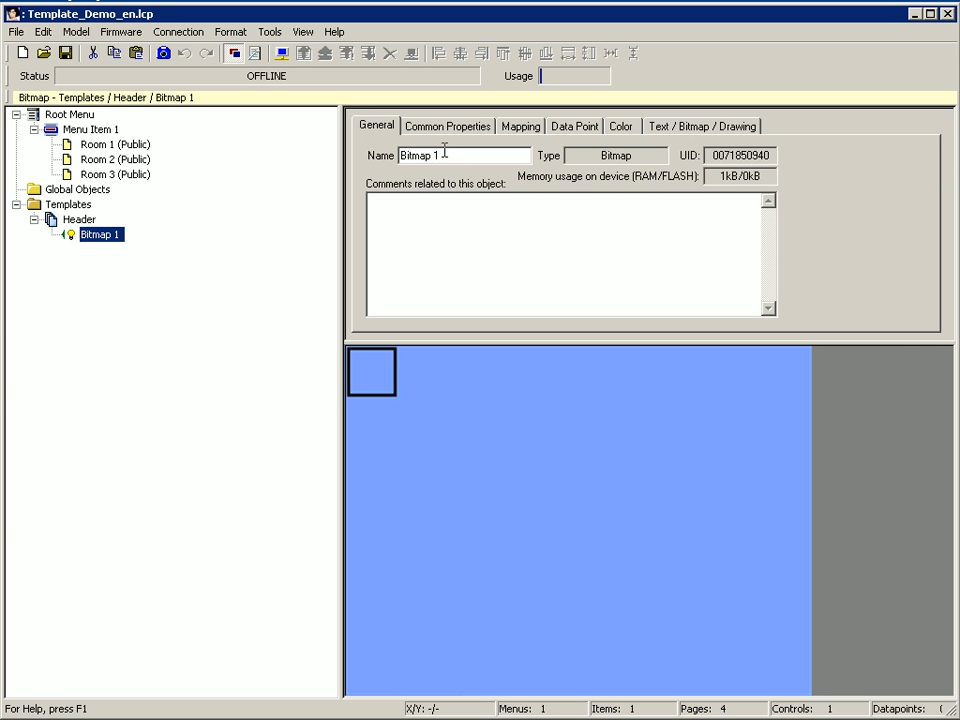 : Template_Demo_en.lcp
File Edit Model Firmware Connection Format Tools View Help
Status OFFLINE Usage
Bitmap - Templates / Header / Bitmap 1
Root Menu
Menu Item 1
Room 1 (Public)
Room 2 (Public)
Room 3 (Public)
Global Objects
Templates
Header
Bitmap 1
General Common Properties Mapping Data Point Color Text / Bitmap / Drawing
Name Bitmap 1 Type Bitmap UID: 0071850940
Memory usage on device (RAM/FLASH): 1kB/0kB
Comments related to this object:
For Help, press F1 X/Y: -/- Menus: 1 Items: 1 Pages: 4 Controls: 1 Datapoints: